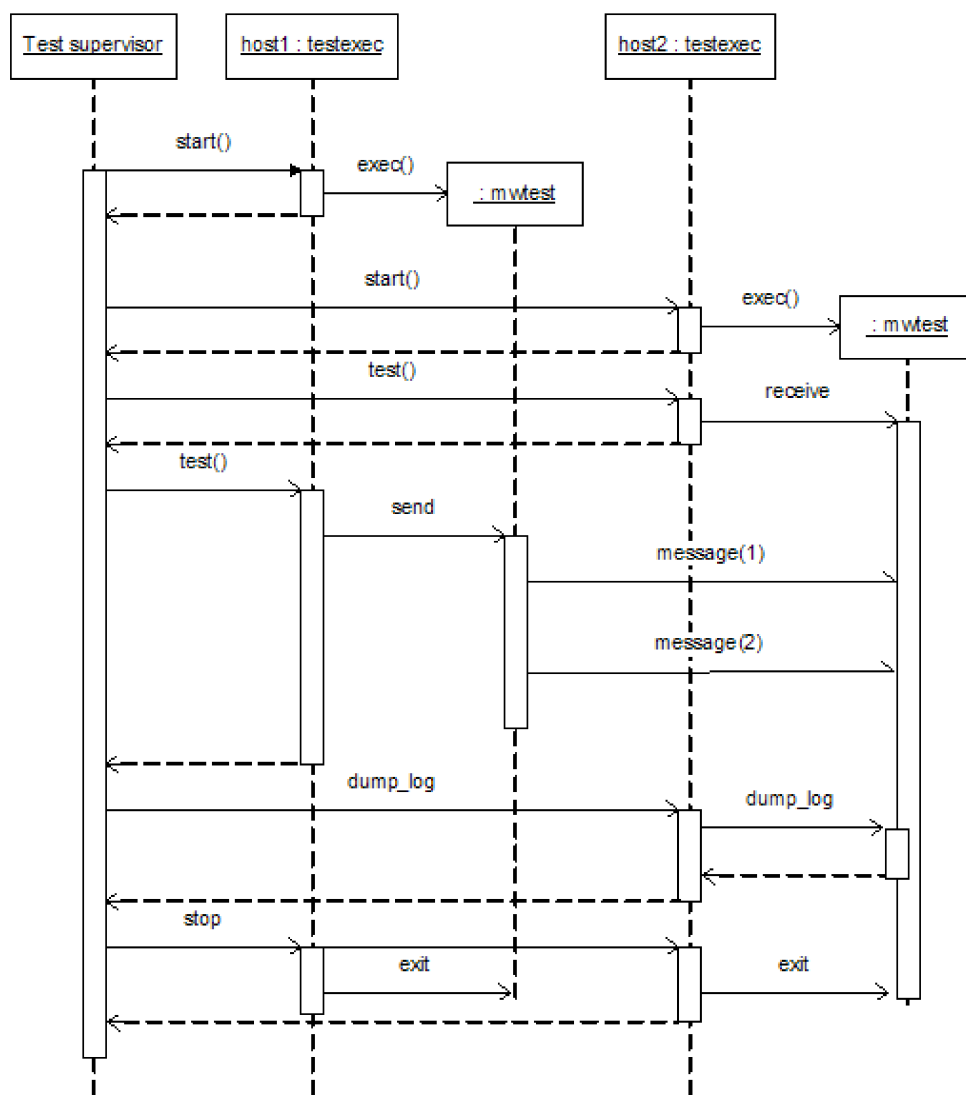 Test supervisor
host1 : testexec
host2 : testexec
start()
exec()
: mwtest
start()
exec()
: mwtest
test()
receive
test()
send
message(1)
message(2)
dump_log
dump_log
stop
exit
exit